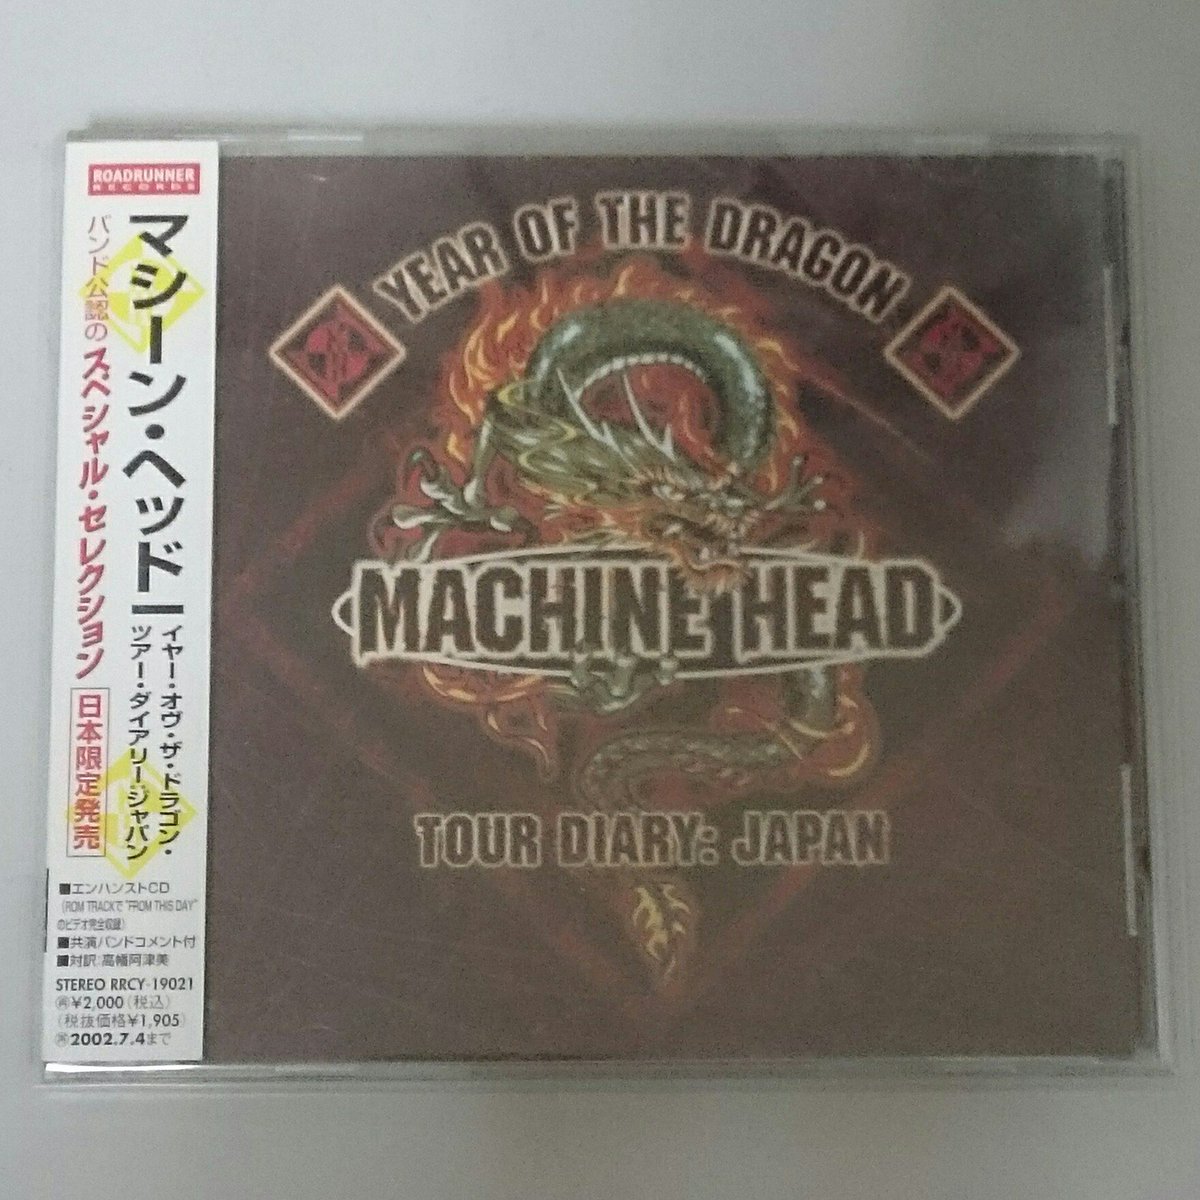 ROADRUNNER
RECORDS
マシーン・ヘッド
イヤー・オヴ・ザ・ドラゴン・
ツアー・ダイアリー・ジャパン
バンド公認のスペシャル・セレクション
日本限定発売
■エンハンストCD
(ROM TRACKで "FROM THIS DAY"
のビデオ完全収録)
■共演バンドコメント付
■対訳:高幡阿津美
STEREO RRCY-19021
¥2,000(税込)
(税抜価格¥1,905)
2002.7.4まで
YEAR OF THE DRAGON
MACHINE HEAD
TOUR DIARY: JAPAN